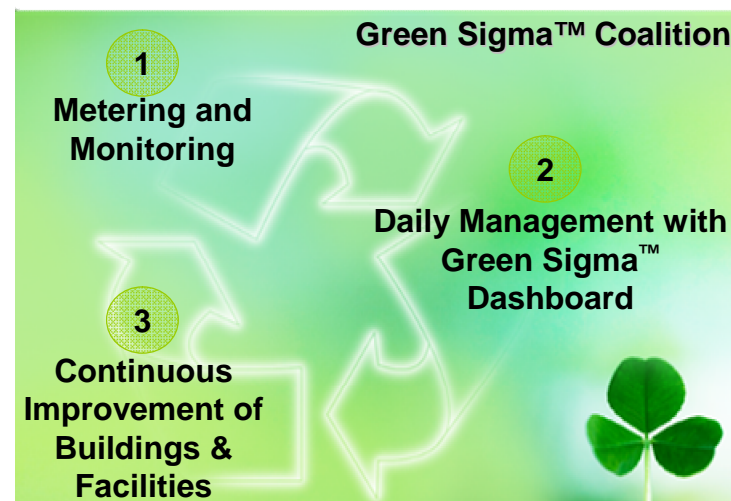 Green Sigma™ Coalition
1
Metering and
Monitoring
2
Daily Management with
Green Sigma™
Dashboard
3
Continuous
Improvement of
Buildings &
Facilities